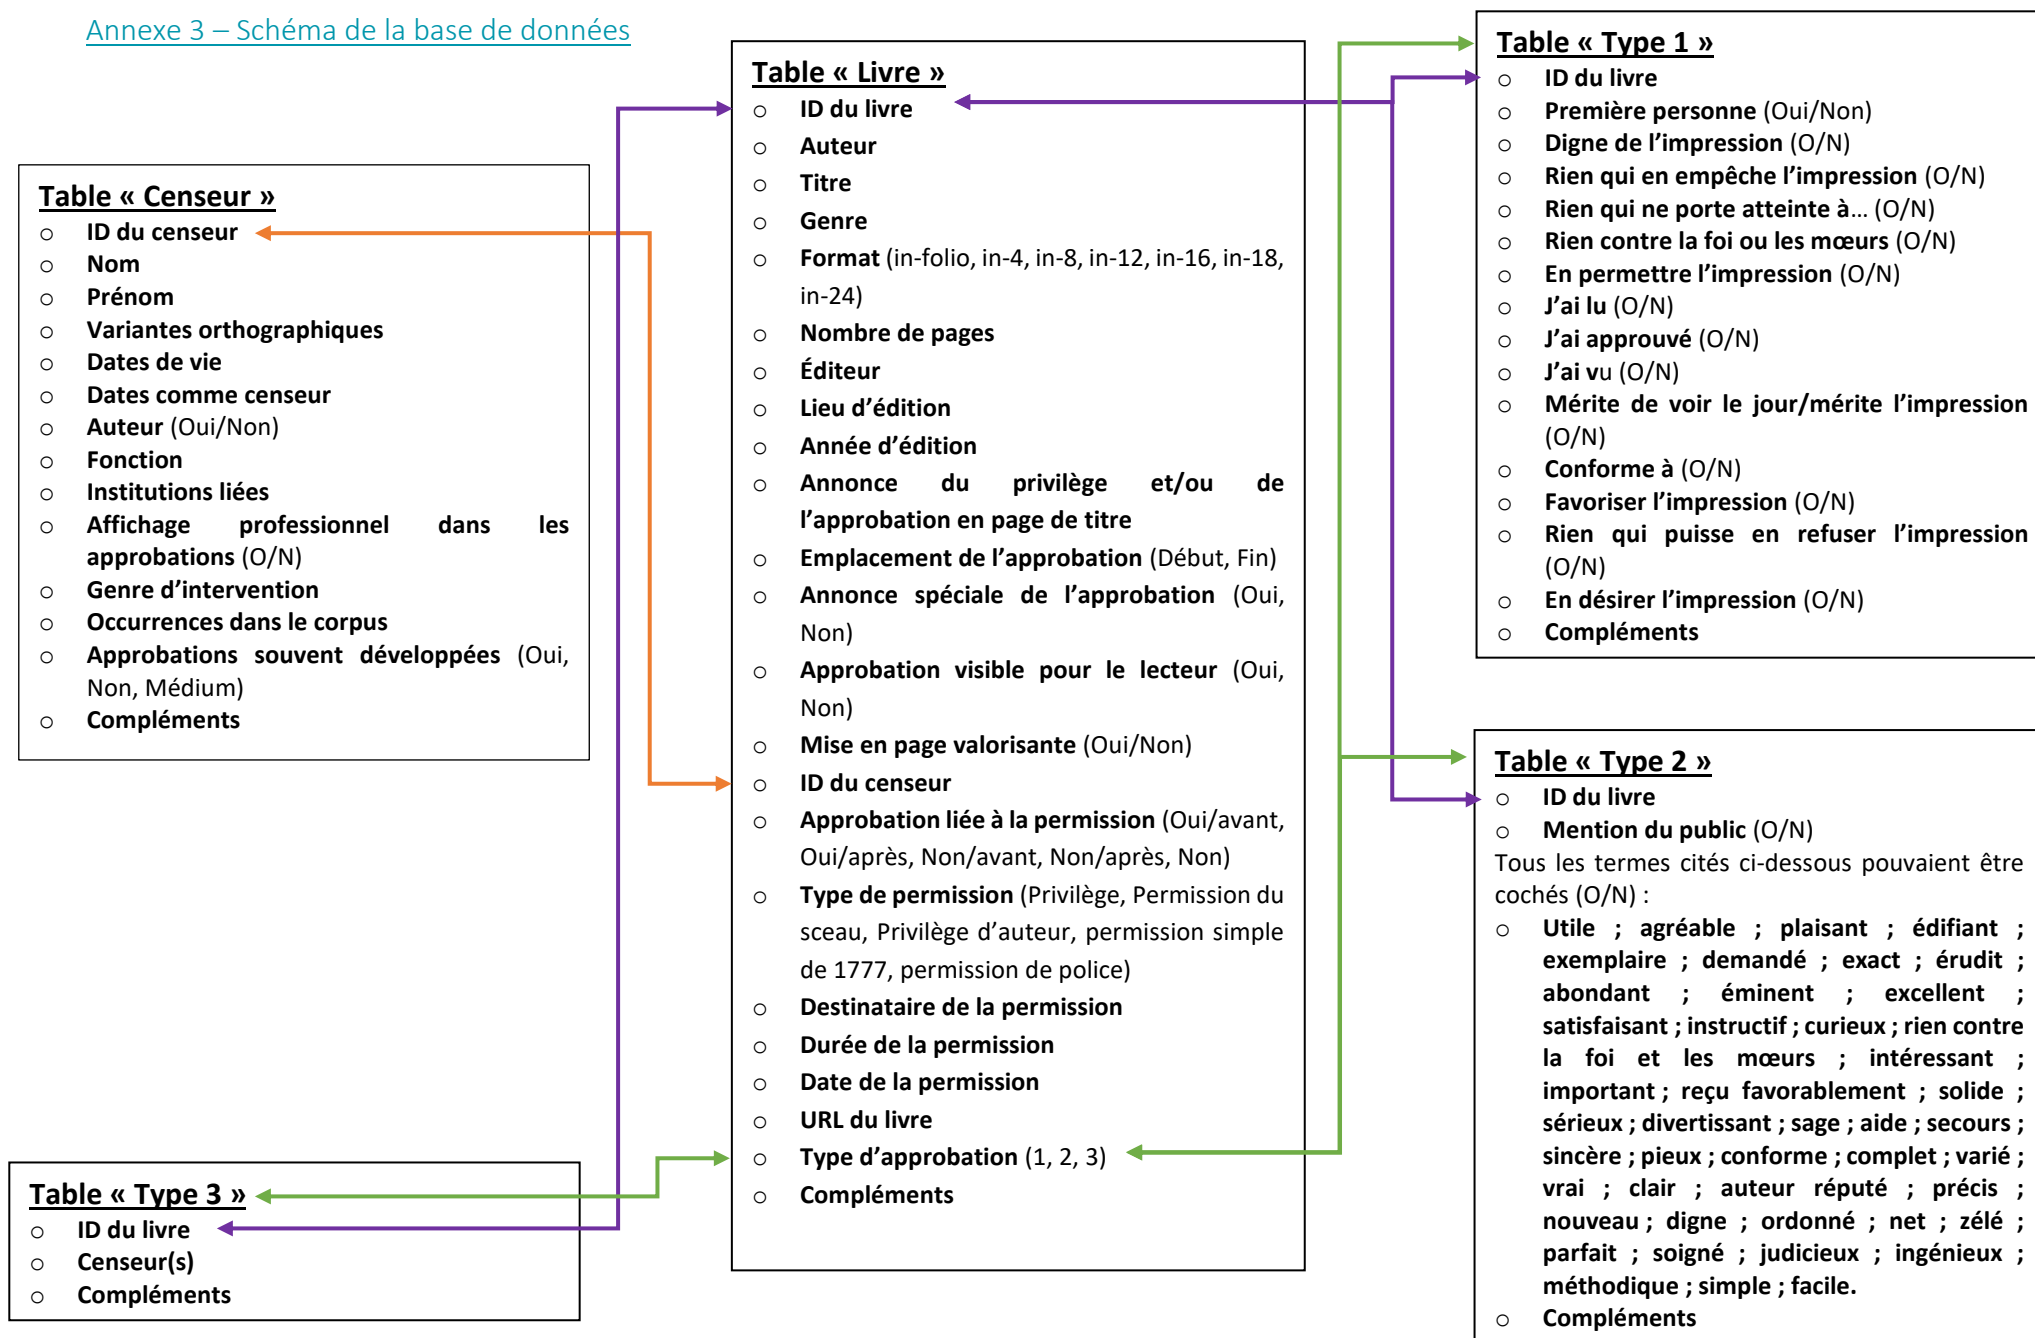 Annexe 3 – Schéma de la base de données
Table « Censeur »
o ID du censeur
o Nom
o Prénom
o Variantes orthographiques
o Dates de vie
o Dates comme censeur
o Auteur (Oui/Non)
o Fonction
o Institutions liées
o Affichage professionnel dans les
approbations (O/N)
o Genre d’intervention
o Occurrences dans le corpus
o Approbations souvent développées (Oui,
Non, Médium)
o Compléments
Table « Type 3 »
o ID du livre
o Censeur(s)
o Compléments
Table « Livre »
o ID du livre
o Auteur
o Titre
o Genre
o Format (in-folio, in-4, in-8, in-12, in-16, in-18,
in-24)
o Nombre de pages
o Éditeur
o Lieu d’édition
o Année d’édition
o Annonce du privilège et/ou de
l’approbation en page de titre
o Emplacement de l’approbation (Début, Fin)
o Annonce spéciale de l’approbation (Oui,
Non)
o Approbation visible pour le lecteur (Oui,
Non)
o Mise en page valorisante (Oui/Non)
o ID du censeur
o Approbation liée à la permission (Oui/avant,
Oui/après, Non/avant, Non/après, Non)
o Type de permission (Privilège, Permission du
sceau, Privilège d’auteur, permission simple
de 1777, permission de police)
o Destinataire de la permission
o Durée de la permission
o Date de la permission
o URL du livre
o Type d’approbation (1, 2, 3)
o Compléments
Table « Type 1 »
o ID du livre
o Première personne (Oui/Non)
o Digne de l’impression (O/N)
o Rien qui en empêche l’impression (O/N)
o Rien qui ne porte atteinte à… (O/N)
o Rien contre la foi ou les mœurs (O/N)
o En permettre l’impression (O/N)
o J’ai lu (O/N)
o J’ai approuvé (O/N)
o J’ai vu (O/N)
o Mérite de voir le jour/mérite l’impression
(O/N)
o Conforme à (O/N)
o Favoriser l’impression (O/N)
o Rien qui puisse en refuser l’impression
(O/N)
o En désirer l’impression (O/N)
o Compléments
Table « Type 2 »
o ID du livre
o Mention du public (O/N)
Tous les termes cités ci-dessous pouvaient être
cochés (O/N) :
o Utile ; agréable ; plaisant ; édifiant ;
exemplaire ; demandé ; exact ; érudit ;
abondant ; éminent ; excellent ;
satisfaisant ; instructif ; curieux ; rien contre
la foi et les mœurs ; intéressant ;
important ; reçu favorablement ; solide ;
sérieux ; divertissant ; sage ; aide ; secours ;
sincère ; pieux ; conforme ; complet ; varié ;
vrai ; clair ; auteur réputé ; précis ;
nouveau ; digne ; ordonné ; net ; zélé ;
parfait ; soigné ; judicieux ; ingénieux ;
méthodique ; simple ; facile.
o Compléments